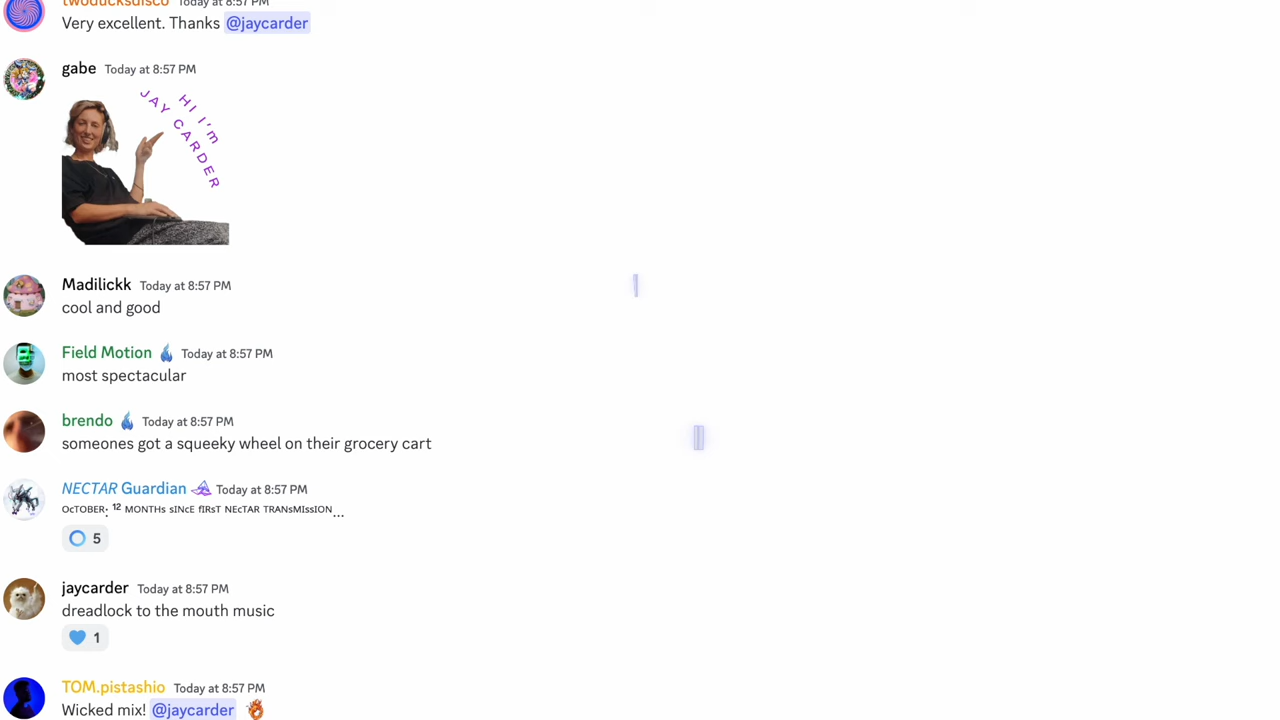 twoducksdisco Today at 8:57 PM
Very excellent. Thanks @jaycarder
gabe Today at 8:57 PM
HI I'm
JAY CARDER
Madilickk Today at 8:57 PM
cool and good
Field Motion Today at 8:57 PM
most spectacular
brendo Today at 8:57 PM
someones got a squeeky wheel on their grocery cart
NECTAR Guardian Today at 8:57 PM
ᴼᶜᵀᴼᴮᴱᴿ: ¹² ᴹᴼᴺᵀᴴˢ ˢᴵᴺᶜᴱ ᶠᴵᴿˢᵀ ᴺᴱᶜᵀᴬᴿ ᵀᴿᴬᴺˢᴹᴵˢˢᴵᴼᴺ...
5
jaycarder Today at 8:57 PM
dreadlock to the mouth music
1
TOM.pistashio Today at 8:57 PM
Wicked mix! @jaycarder